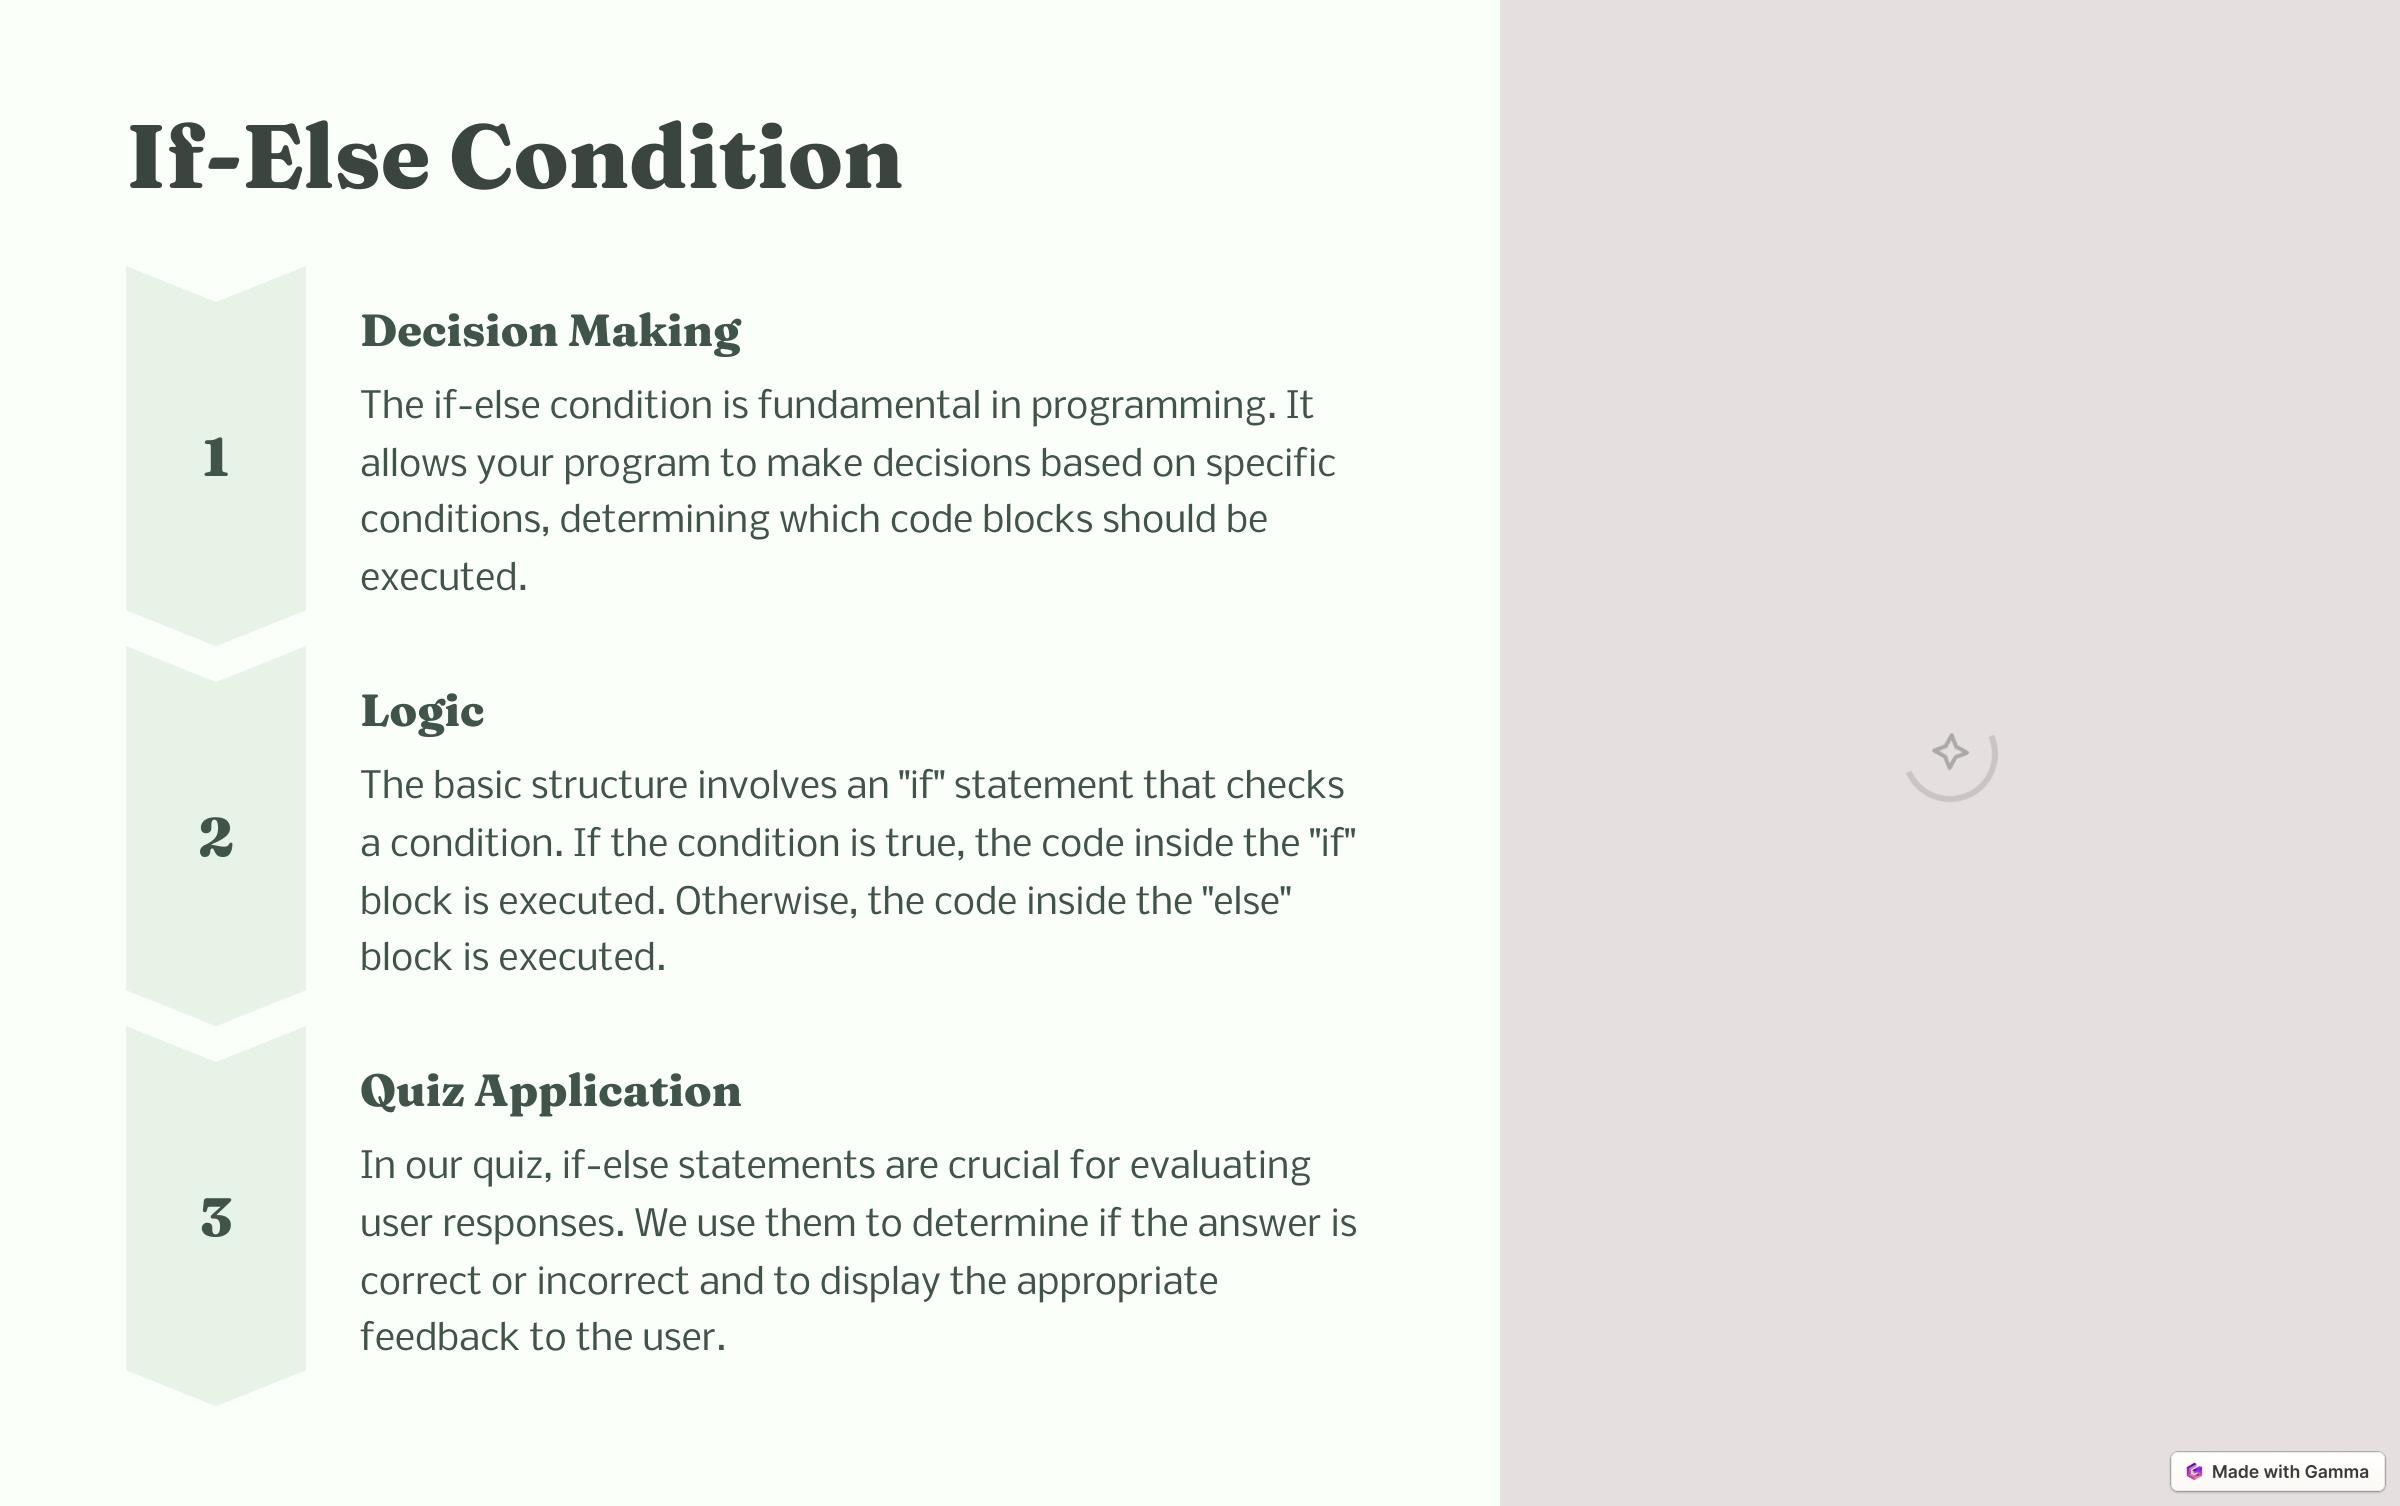 If-Else Condition
1
Decision Making
The if-else condition is fundamental in programming. It
allows your program to make decisions based on specific
conditions, determining which code blocks should be
executed.
2
Logic
The basic structure involves an "if" statement that checks
a condition. If the condition is true, the code inside the "if"
block is executed. Otherwise, the code inside the "else"
block is executed.
3
Quiz Application
In our quiz, if-else statements are crucial for evaluating
user responses. We use them to determine if the answer is
correct or incorrect and to display the appropriate
feedback to the user.
Made with Gamma